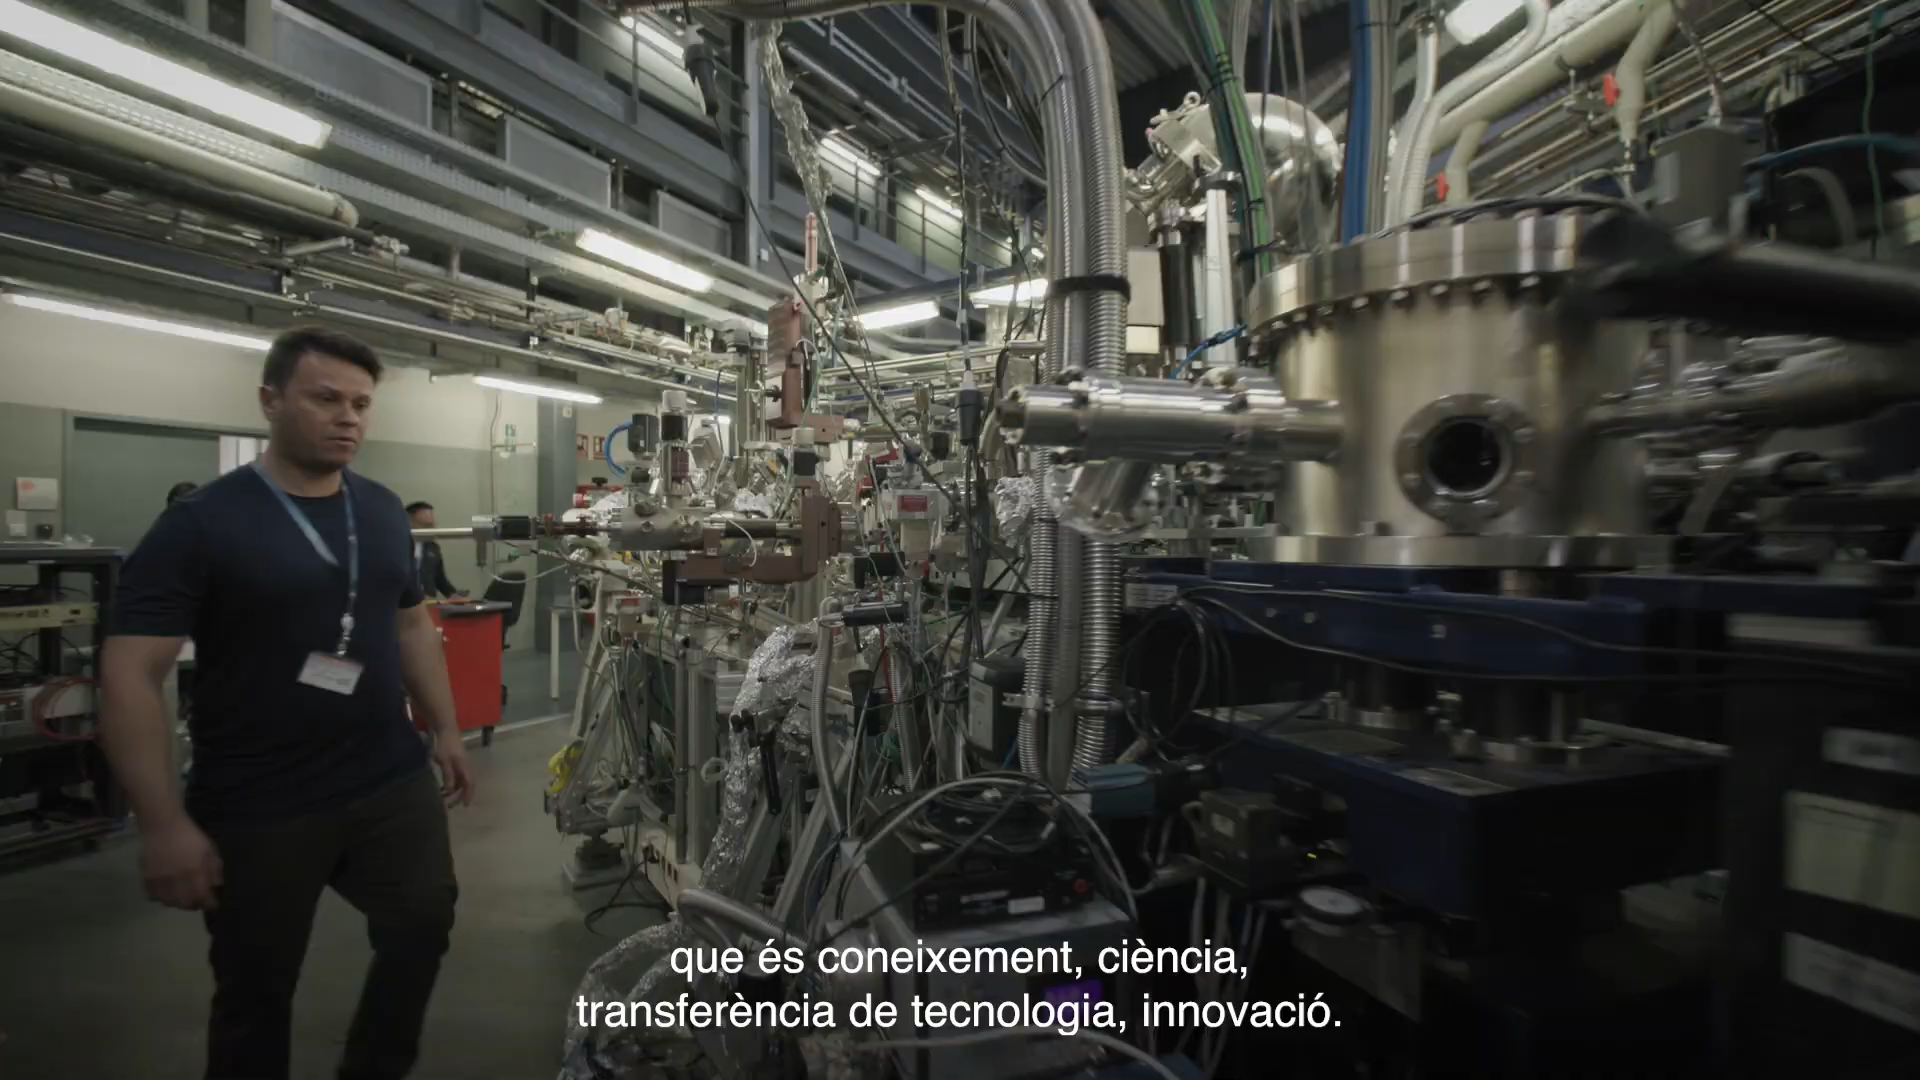 que és coneixement, ciència,
transferència de tecnologia, innovació.